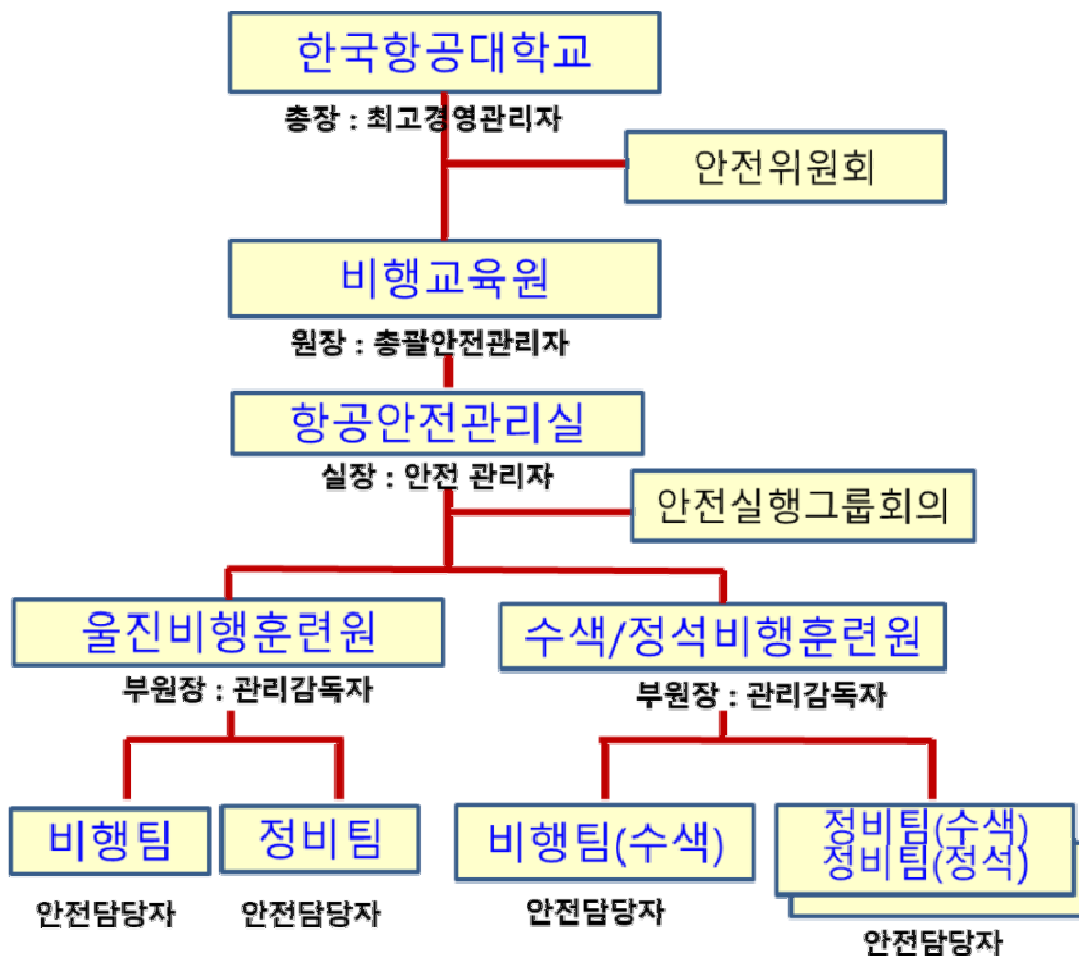 한국항공대학교
총장 : 최고경영관리자
안전위원회
비행교육원
원장 : 총괄안전관리자
항공안전관리실
실장 : 안전 관리자
안전실행그룹회의
울진비행훈련원
수색/정석비행훈련원
부원장 : 관리감독자
부원장 : 관리감독자
비행팀
정비팀
비행팀(수색)
정비팀(수색)
정비팀(정석)
안전담당자
안전담당자
안전담당자
안전담당자